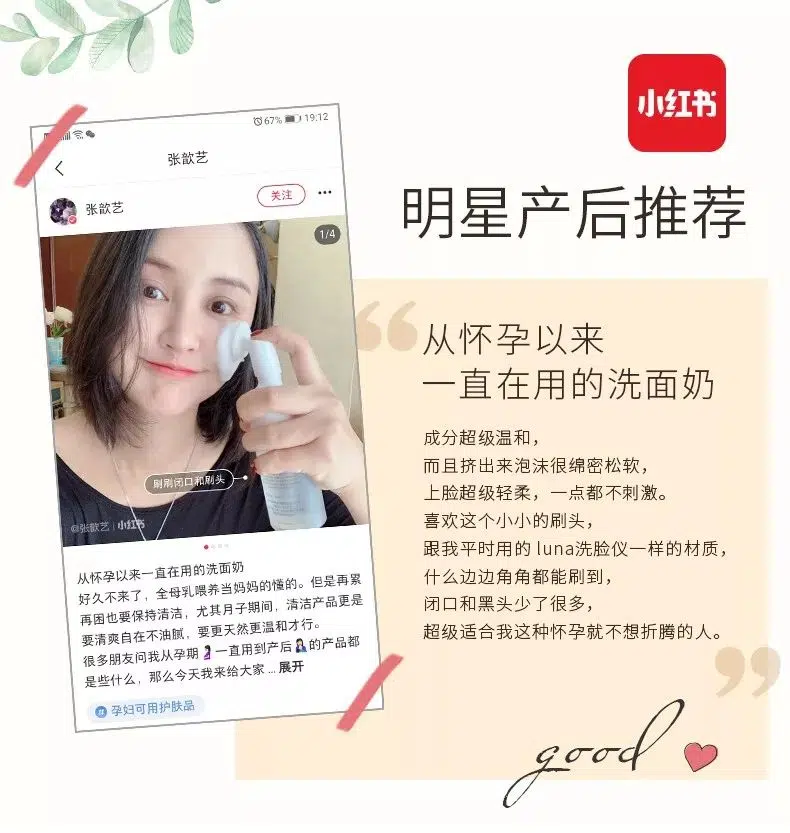 小红书
明星产后推荐
67% 19:12
张歆艺
张歆艺
关注
1/4
刷刷闭口和刷头
@张歆艺 | 小红书
从怀孕以来一直在用的洗面奶
好久不来了，全母乳喂养当妈妈的懂的。但是再累
再困也要保持清洁，尤其月子期间，清洁产品更是
要清爽自在不油腻，要更天然更温和才行。
很多朋友问我从孕期🤰一直用到产后🤱的产品都
是些什么，那么今天我来给大家 ... 展开
孕妇可用护肤品
从怀孕以来
一直在用的洗面奶
成分超级温和，
而且挤出来泡沫很绵密松软，
上脸超级轻柔，一点都不刺激。
喜欢这个小小的刷头，
跟我平时用的 luna洗脸仪一样的材质，
什么边边角角都能刷到，
闭口和黑头少了很多，
超级适合我这种怀孕就不想折腾的人。
good